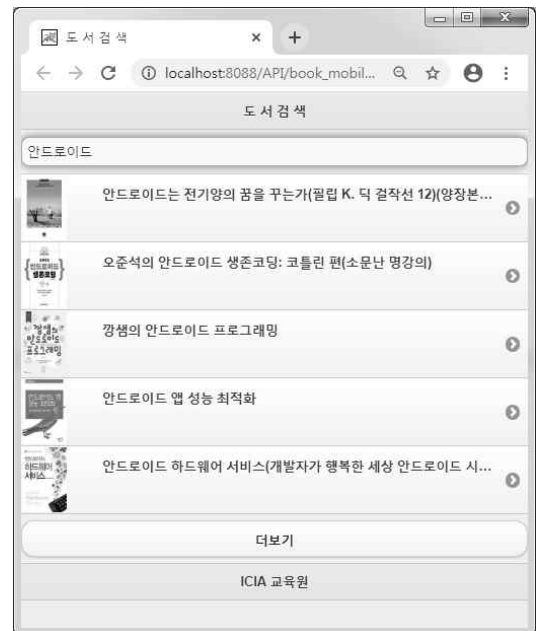 도서검색
localhost:8088/API/book_mobil...
도서검색
안드로이드
안드로이드는 전기양의 꿈을 꾸는가(필립 K. 딕 걸작선 12)(양장본...
오준석의 안드로이드 생존코딩: 코틀린 편(소문난 명강의)
깡샘의 안드로이드 프로그래밍
안드로이드 앱 성능 최적화
안드로이드 하드웨어 서비스(개발자가 행복한 세상 안드로이드 시...
더보기
ICIA 교육원